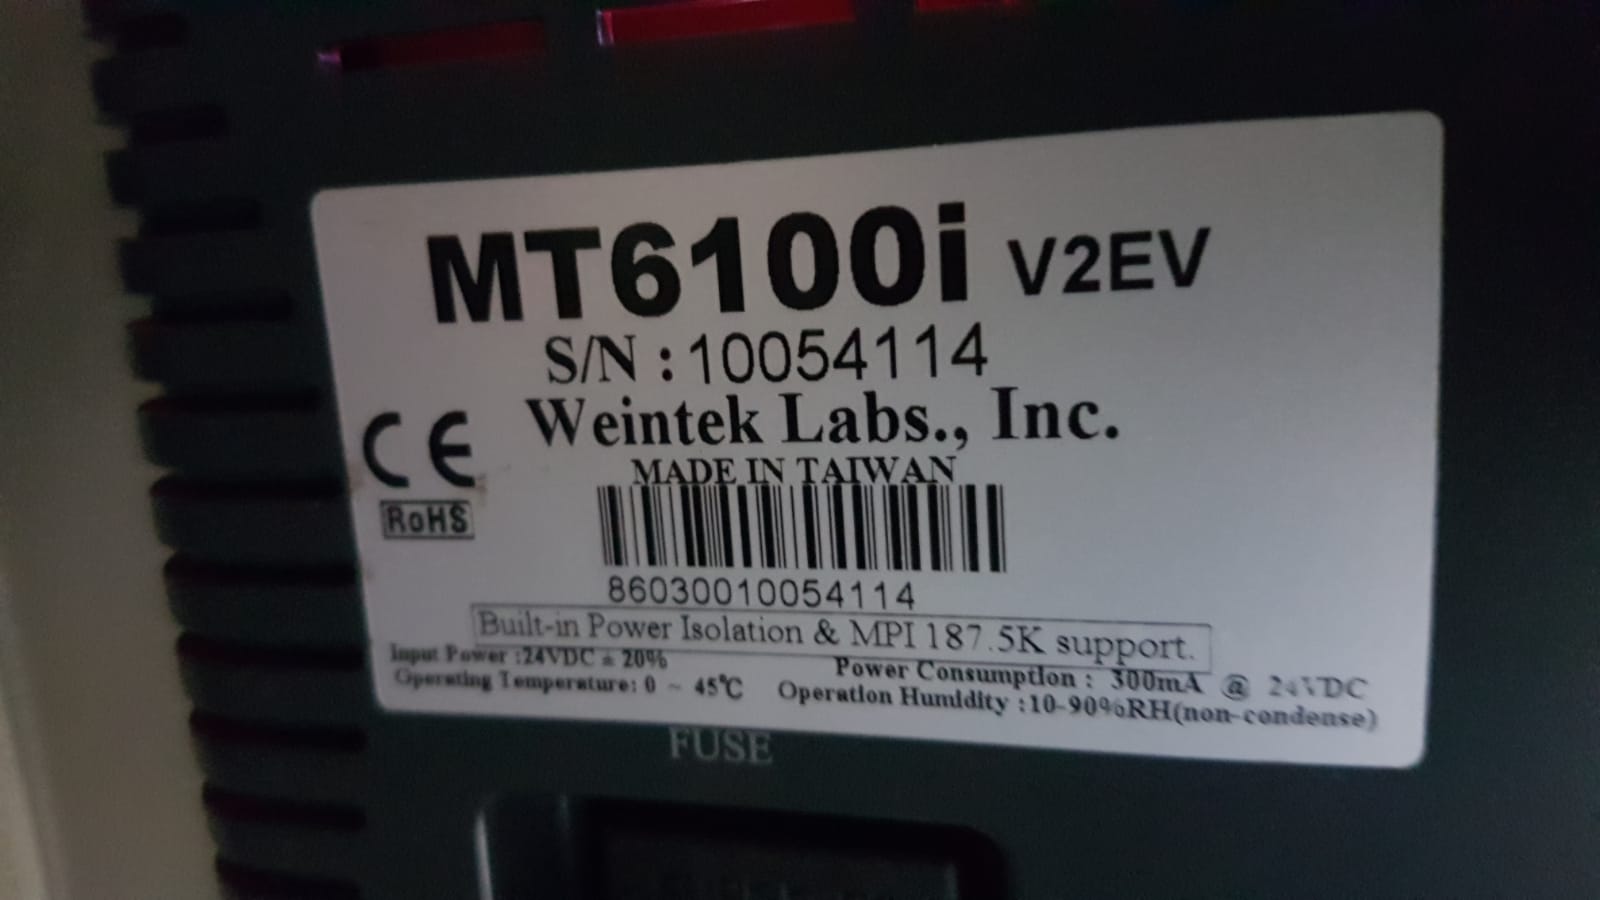 MT6100i V2EV
S/N : 10054114
Weintek Labs., Inc.
CE
MADE IN TAIWAN
RoHS
86030010054114
Built-in Power Isolation & MPI 187.5K support.
Input Power :24VDC ± 20%
Power Consumption : 300mA @ 24VDC
Operating Temperature: 0 ~ 45℃
Operation Humidity :10-90%RH(non-condense)
FUSE